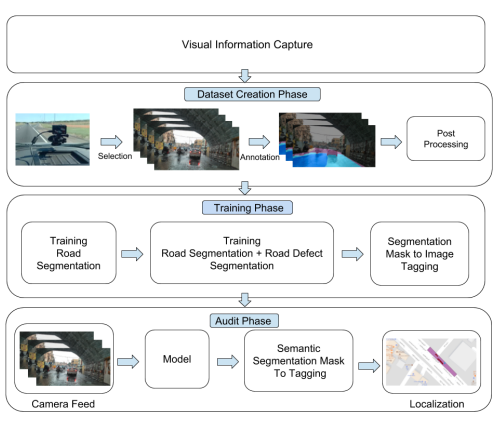 Visual Information Capture
Dataset Creation Phase
Selection
Annotation
Post
Processing
Training Phase
Training
Road
Segmentation
Training
Road Segmentation + Road Defect
Segmentation
Segmentation
Mask to Image
Tagging
Audit Phase
Camera Feed
Model
Semantic
Segmentation Mask
To Tagging
Localization